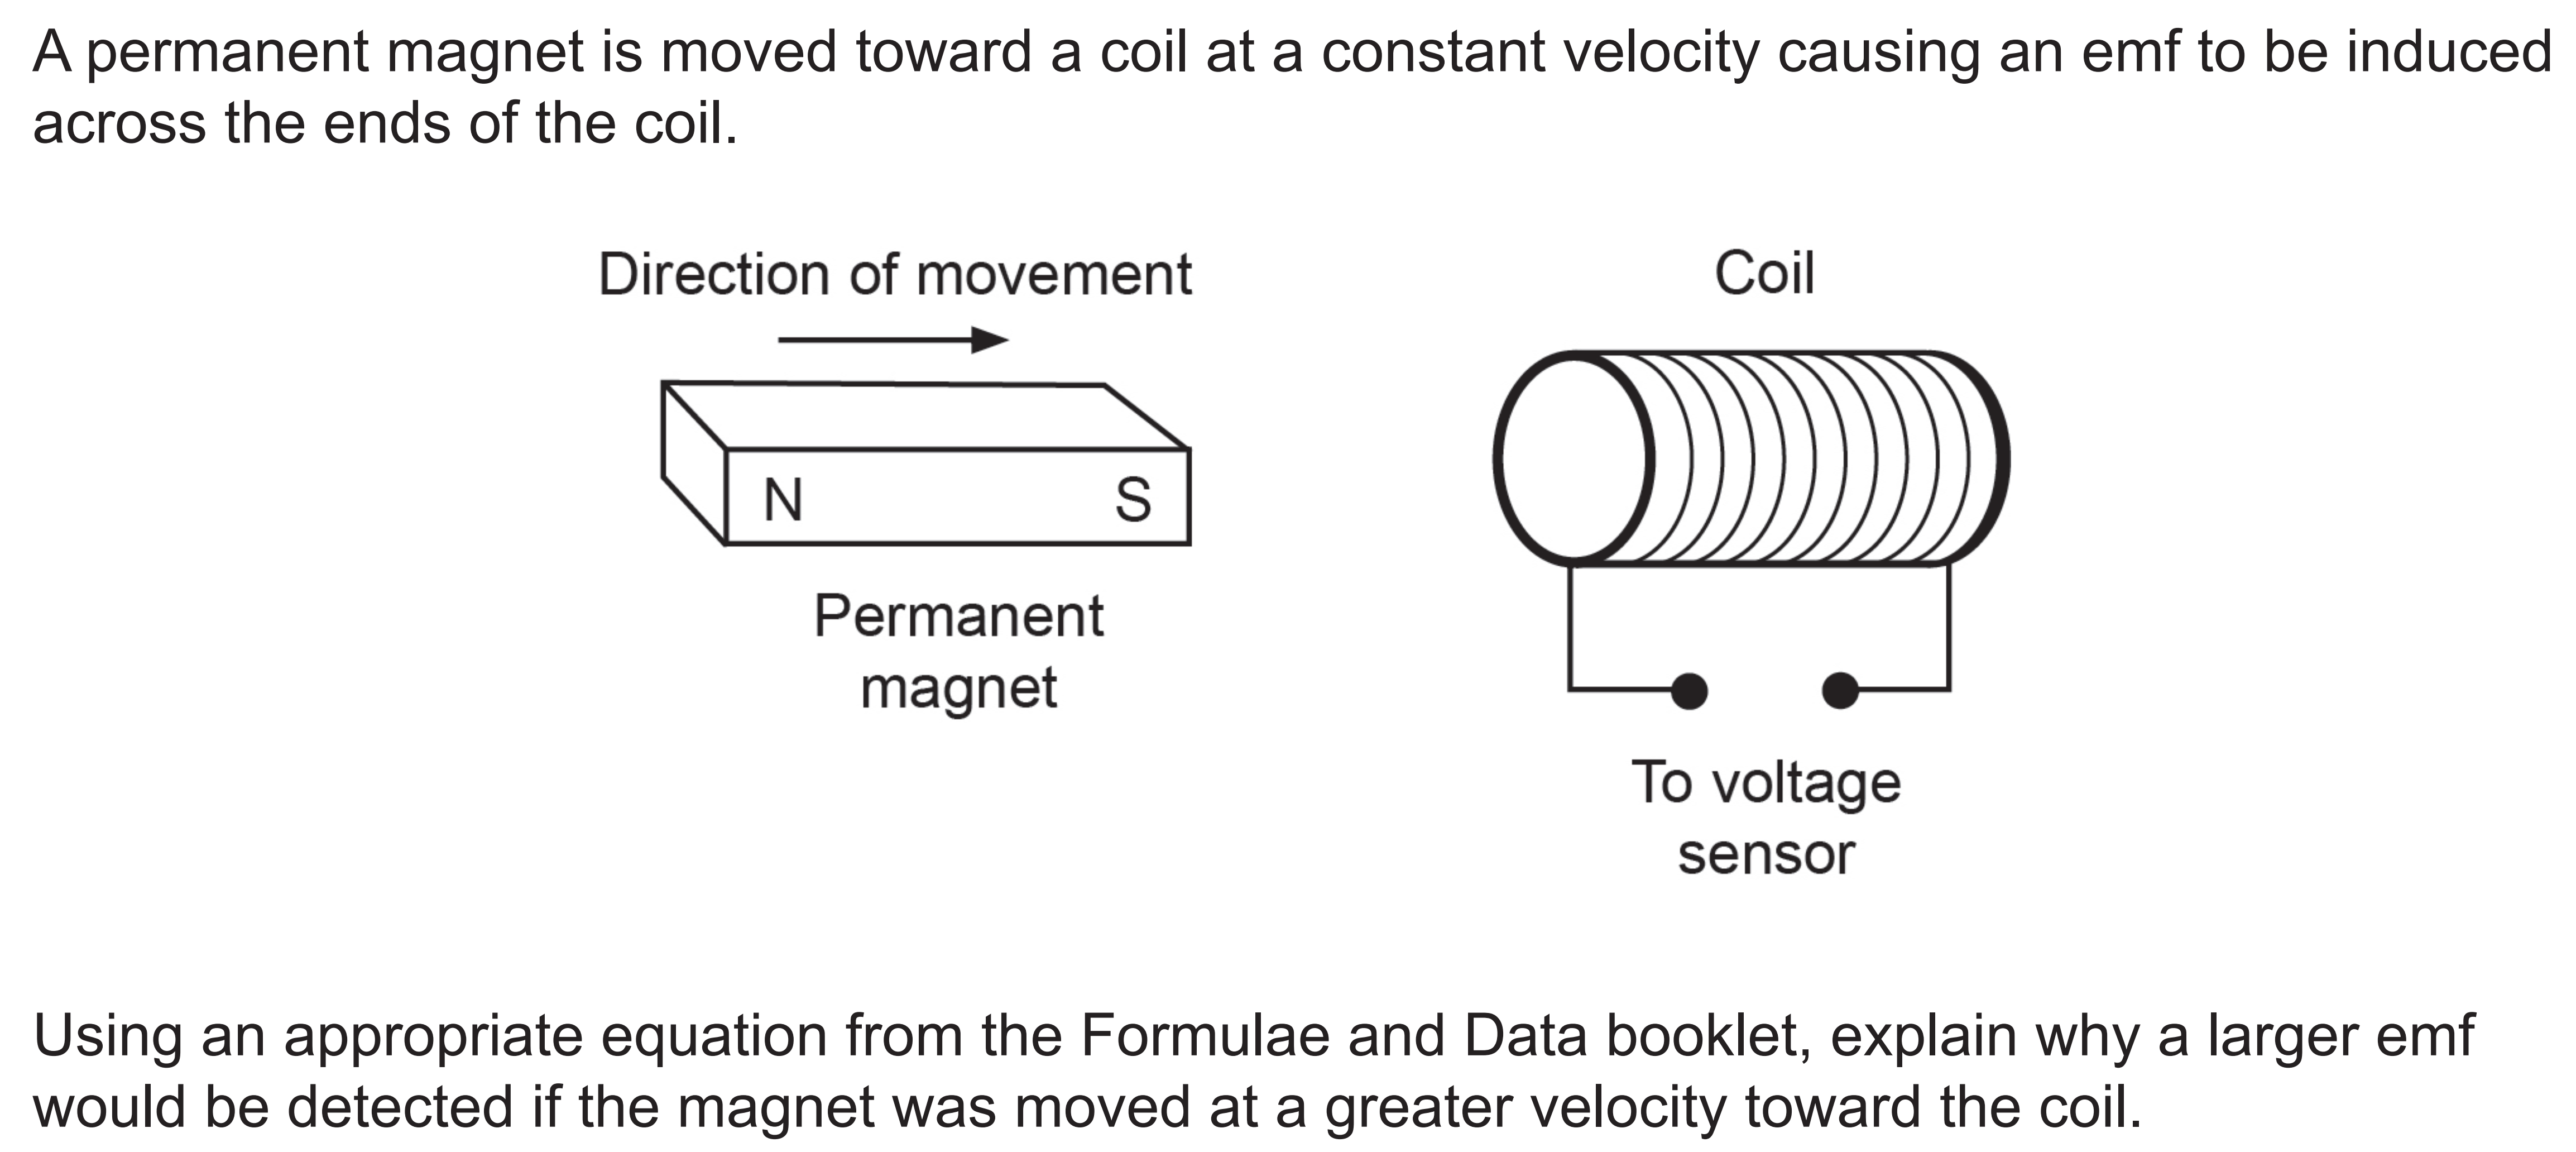 A permanent magnet is moved toward a coil at a constant velocity causing an emf to be induced
across the ends of the coil.
Direction of movement
Coil
N
S
Permanent
magnet
To voltage
sensor
Using an appropriate equation from the Formulae and Data booklet, explain why a larger emf
would be detected if the magnet was moved at a greater velocity toward the coil.